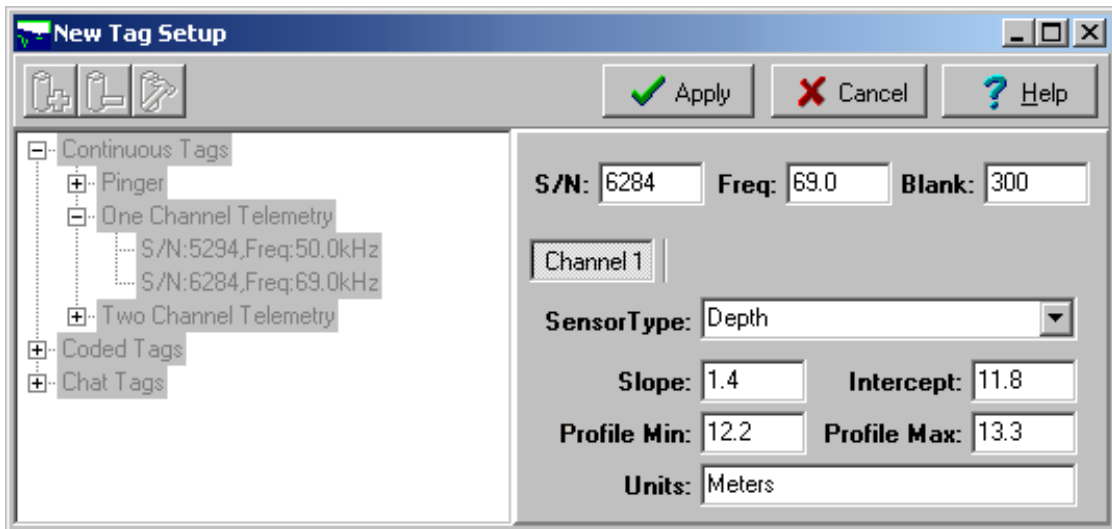 New Tag Setup
Apply Cancel Help
Continuous Tags
Pinger
One Channel Telemetry
S/N:5294,Freq:50.0kHz
S/N:6284,Freq:69.0kHz
Two Channel Telemetry
Coded Tags
Chat Tags
S/N: 6284 Freq: 69.0 Blank: 300
Channel 1
SensorType: Depth
Slope: 1.4 Intercept: 11.8
Profile Min: 12.2 Profile Max: 13.3
Units: Meters